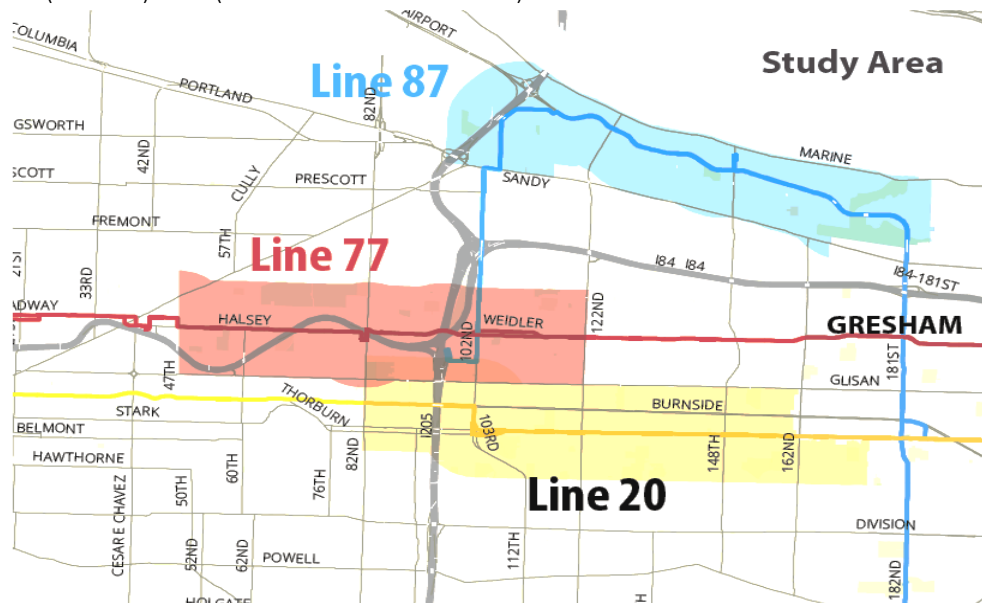 AIRPORT
COLUMBIA
Study Area
Line 87
PORTLAND
82ND
GSWORTH
42ND
MARINE
SCOTT
CULLY
PRESCOTT
SANDY
FREMONT
57TH
Line 77
21ST
33RD
I84 I84
I84-181ST
122ND
ADWAY
HALSEY
WEIDLER
GRESHAM
102ND
181ST
47TH
GLISAN
THORBURN
STARK
BURNSIDE
BELMONT
I205
103RD
82ND
148TH
162ND
HAWTHORNE
60TH
76TH
50TH
Line 20
CESAR E CHAVEZ
DIVISION
52ND
62ND
POWELL
112TH
182ND
H
HOLGATE